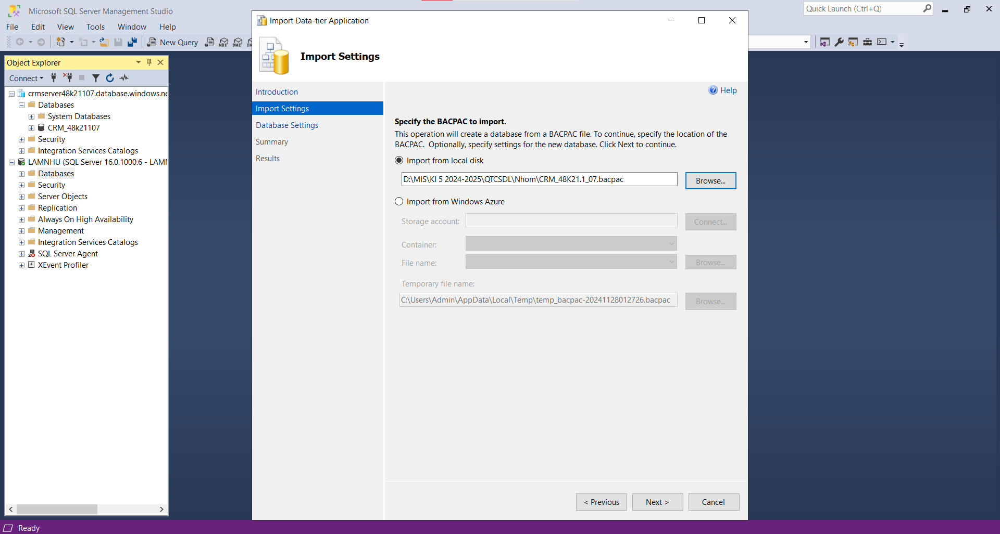 Microsoft SQL Server Management Studio
Quick Launch (Ctrl+Q)
File Edit View Tools Window Help
New Query
MDX DMX
Object Explorer
Connect
crmserver48k21107.database.windows.ne
Databases
System Databases
CRM_48k21107
Security
Integration Services Catalogs
LAMNHU (SQL Server 16.0.1000.6 - LAMN
Databases
Security
Server Objects
Replication
Always On High Availability
Management
Integration Services Catalogs
SQL Server Agent
XEvent Profiler
Import Data-tier Application
Import Settings
Introduction
Import Settings
Database Settings
Summary
Results
Help
Specify the BACPAC to import.
This operation will create a database from a BACPAC file. To continue, specify the location of the
BACPAC.  Optionally, specify settings for the new database. Click Next to continue.
Import from local disk
D:\MIS\KI 5 2024-2025\QTCSDL\Nhom\CRM_48K21.1_07.bacpac
Browse...
Import from Windows Azure
Storage account:
Connect...
Container:
File name:
Browse...
Temporary file name:
C:\Users\Admin\AppData\Local\Temp\temp_bacpac-20241128012726.bacpac
Browse...
< Previous
Next >
Cancel
Ready